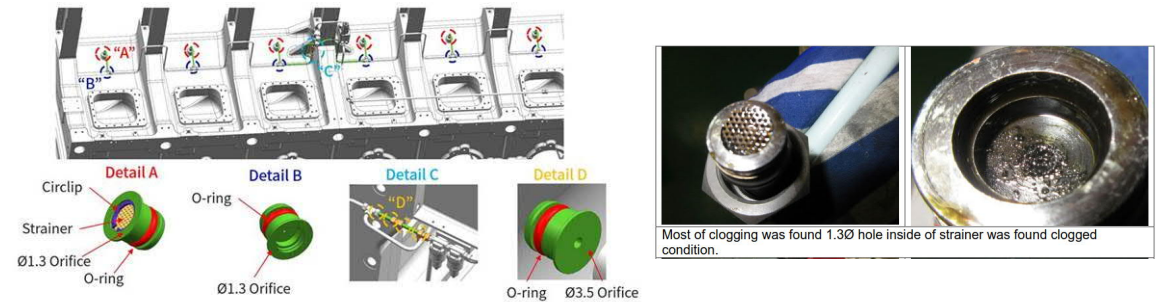 "A"
"B"
"C"
Detail A
Circlip
Strainer
Ø1.3 Orifice
O-ring
Detail B
O-ring
Ø1.3 Orifice
Detail C
"D"
Detail D
O-ring Ø3.5 Orifice
Most of clogging was found 1.3Ø hole inside of strainer was found clogged
condition.